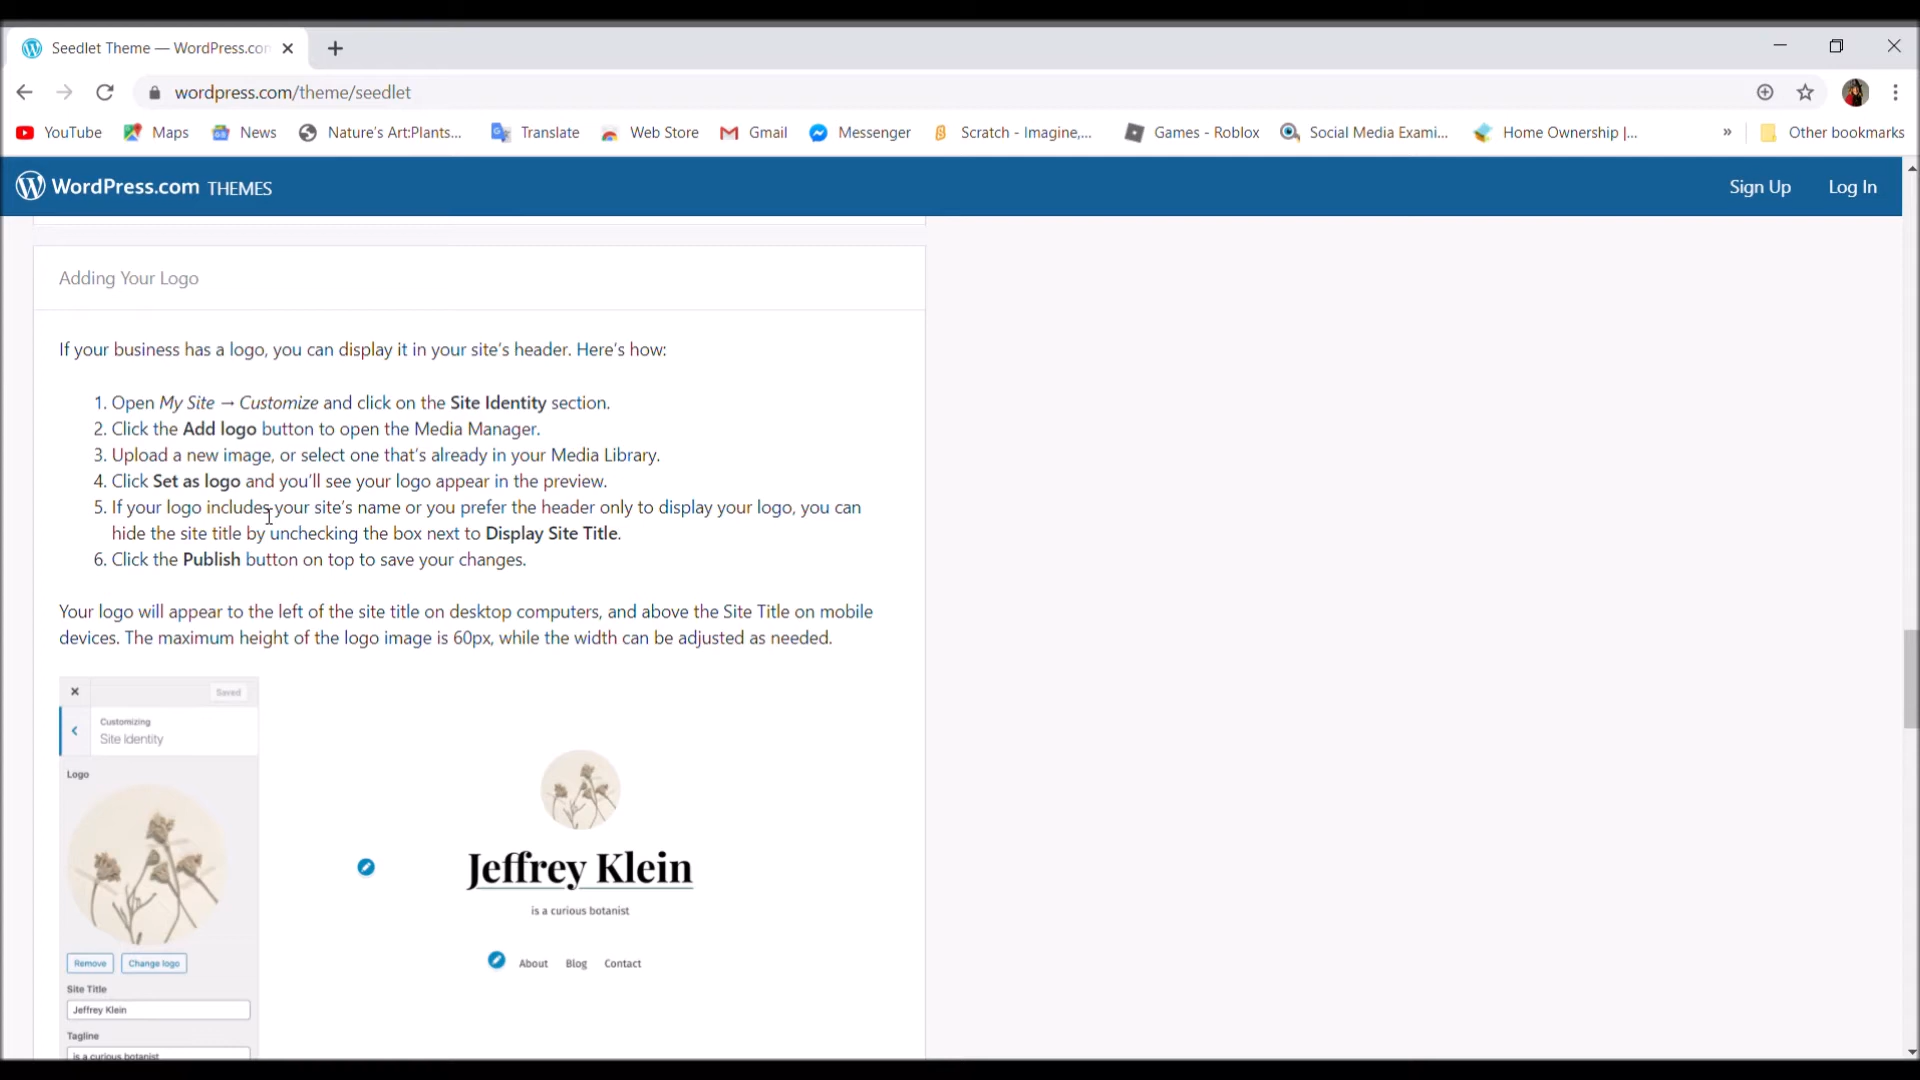 Seedlet Theme — WordPress.com
wordpress.com/theme/seedlet
YouTube Maps News Nature's Art:Plants... Translate Web Store Gmail Messenger Scratch - Imagine,... Games - Roblox Social Media Exami... Home Ownership |... » Other bookmarks
WordPress.com THEMES Sign Up Log In
Adding Your Logo
If your business has a logo, you can display it in your site's header. Here's how:
1. Open My Site → Customize and click on the Site Identity section.
2. Click the Add logo button to open the Media Manager.
3. Upload a new image, or select one that's already in your Media Library.
4. Click Set as logo and you'll see your logo appear in the preview.
5. If your logo includes your site's name or you prefer the header only to display your logo, you can
hide the site title by unchecking the box next to Display Site Title.
6. Click the Publish button on top to save your changes.
Your logo will appear to the left of the site title on desktop computers, and above the Site Title on mobile
devices. The maximum height of the logo image is 60px, while the width can be adjusted as needed.
Saved
Customizing
Site Identity
Logo
Remove Change logo
Site Title
Jeffrey Klein
Tagline
is a curious botanist
Jeffrey Klein
is a curious botanist
About Blog Contact